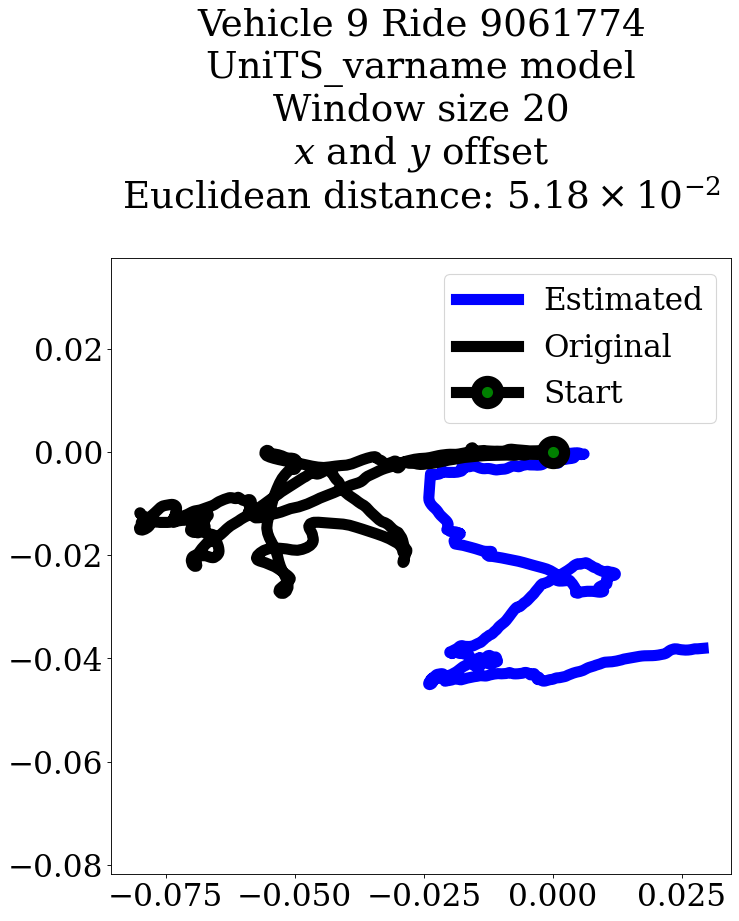 Vehicle 9 Ride 9061774
UniTS_varname model
Window size 20
x and y offset
Euclidean distance: 5.18 × 10⁻²
Estimated
Original
Start
0.02
0.00
−0.02
−0.04
−0.06
−0.08
−0.075 −0.050 −0.025 0.000 0.025